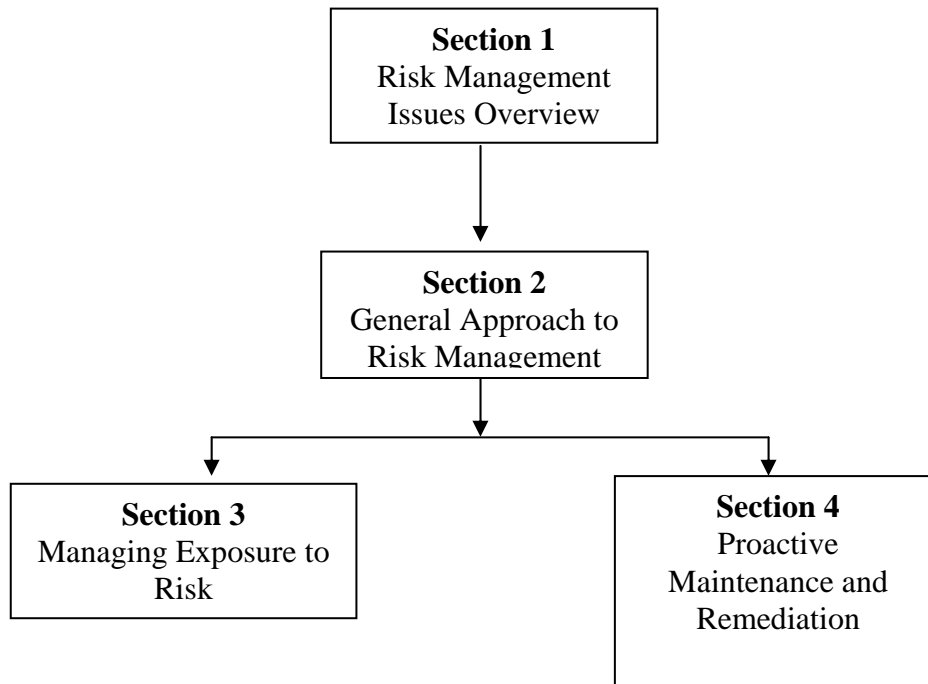 Section 1
Risk Management
Issues Overview
Section 2
General Approach to
Risk Management
Section 3
Managing Exposure to
Risk
Section 4
Proactive
Maintenance and
Remediation